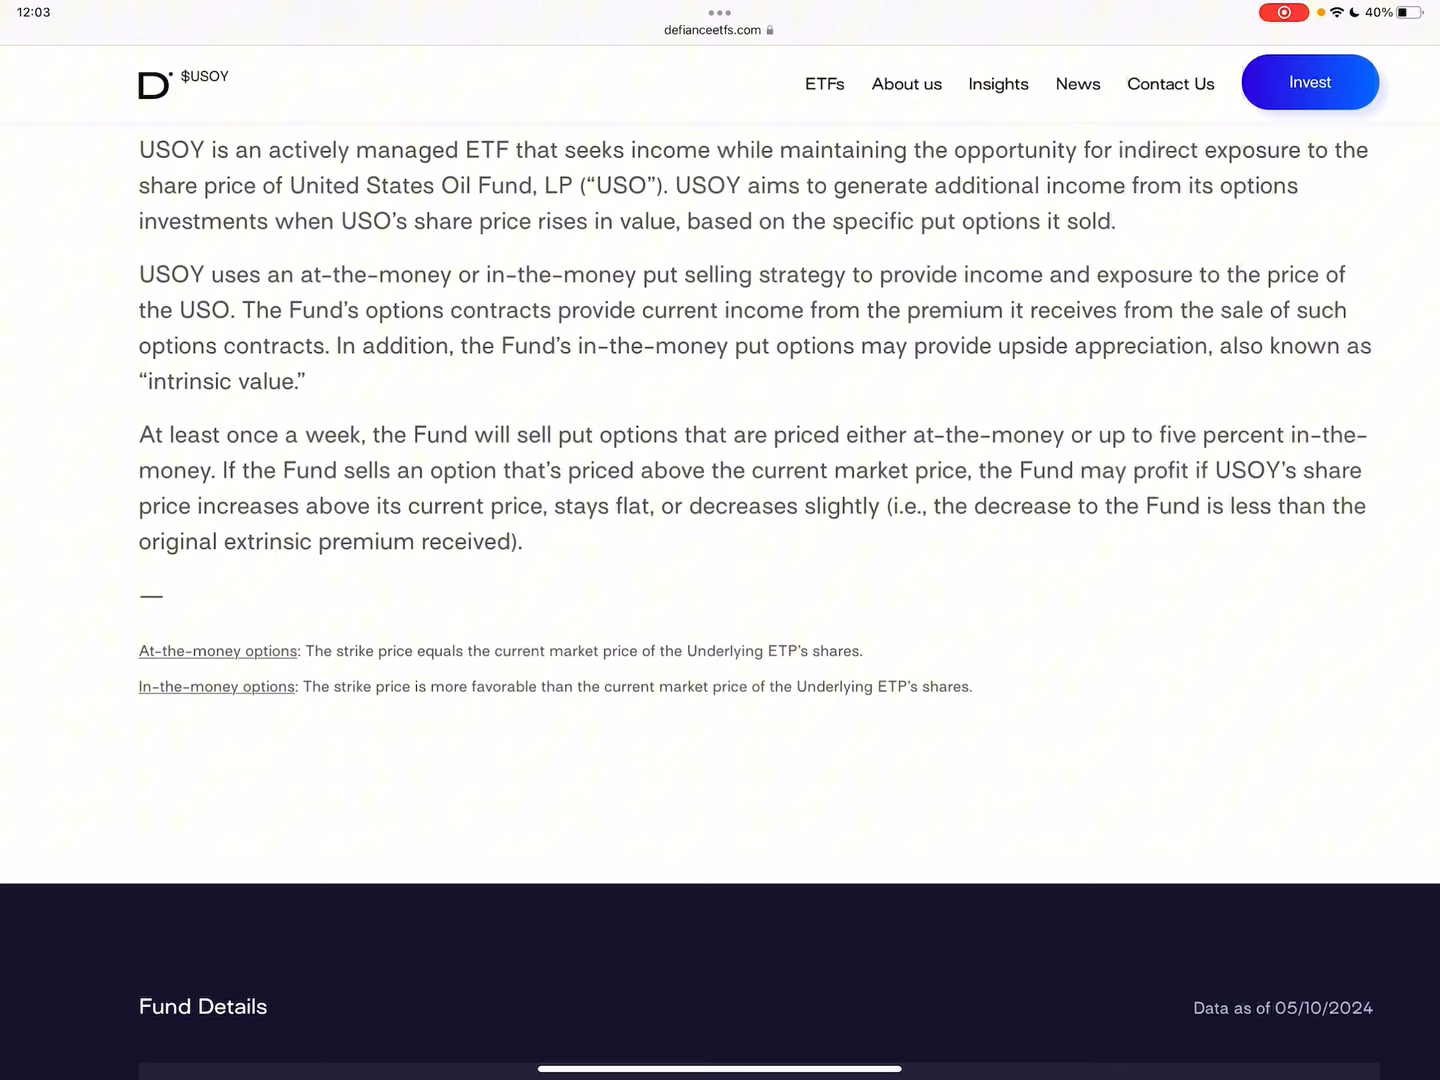 12:03
defianceetfs.com
40%
D $USOY
ETFs About us Insights News Contact Us Invest
USOY is an actively managed ETF that seeks income while maintaining the opportunity for indirect exposure to the
share price of United States Oil Fund, LP (“USO”). USOY aims to generate additional income from its options
investments when USO’s share price rises in value, based on the specific put options it sold.
USOY uses an at-the-money or in-the-money put selling strategy to provide income and exposure to the price of
the USO. The Fund’s options contracts provide current income from the premium it receives from the sale of such
options contracts. In addition, the Fund’s in-the-money put options may provide upside appreciation, also known as
“intrinsic value.”
At least once a week, the Fund will sell put options that are priced either at-the-money or up to five percent in-the-
money. If the Fund sells an option that’s priced above the current market price, the Fund may profit if USOY’s share
price increases above its current price, stays flat, or decreases slightly (i.e., the decrease to the Fund is less than the
original extrinsic premium received).
—
At-the-money options: The strike price equals the current market price of the Underlying ETP’s shares.
In-the-money options: The strike price is more favorable than the current market price of the Underlying ETP’s shares.
Fund Details
Data as of 05/10/2024